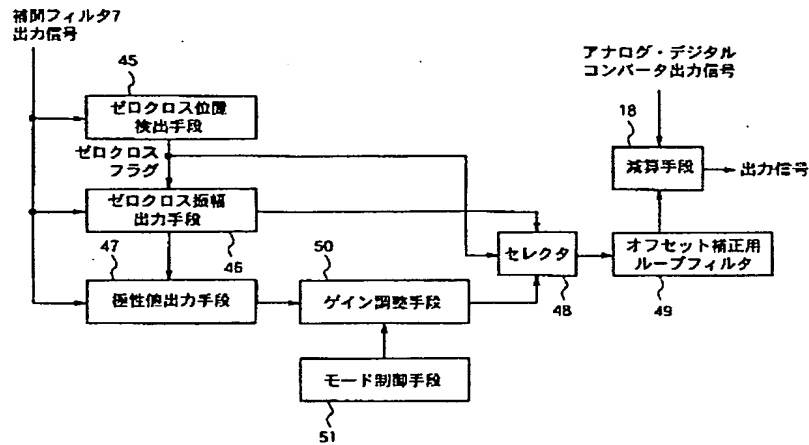 補間フィルタ7
出力信号
45
ゼロクロス位置
検出手段
ゼロクロス
フラグ
ゼロクロス振幅
出力手段
46
47
極性値出力手段
50
ゲイン調整手段
モード制御手段
51
セレクタ
48
アナログ・デジタル
コンバータ出力信号
18
減算手段
出力信号
オフセット補正用
ループフィルタ
49